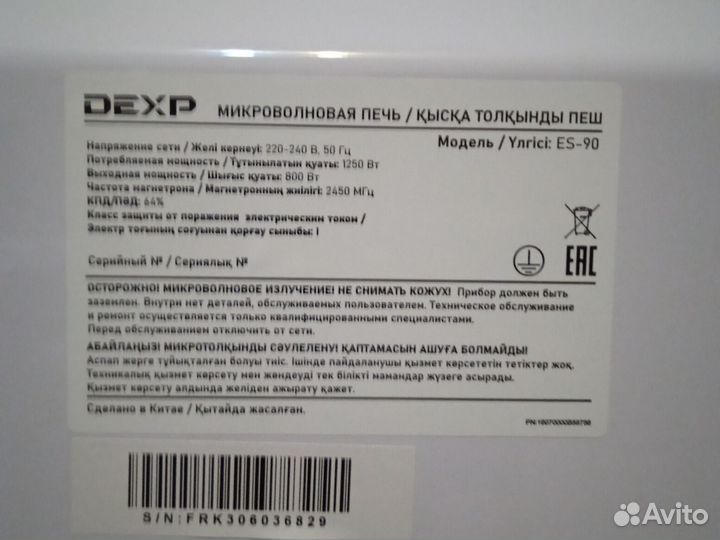 DEXP МИКРОВОЛНОВАЯ ПЕЧЬ / ҚЫСҚА ТОЛҚЫНДЫ ПЕШ
Модель / Үлгісі: ES-90
Напряжение сети / Желі кернеуі: 220-240 В, 50 Гц
Потребляемая мощность / Тұтынылатын қуаты: 1250 Вт
Выходная мощность / Шығыс қуаты: 800 Вт
Частота магнетрона / Магнетронның жиілігі: 2450 МГц
КПД/ПӘД: 64%
Класс защиты от поражения электрическим током /
Электр тоғының соғуынан қорғау сыныбы: I
Серийный № / Сериялық №
EAC
ОСТОРОЖНО! МИКРОВОЛНОВОЕ ИЗЛУЧЕНИЕ! НЕ СНИМАТЬ КОЖУХ! Прибор должен быть
заземлен. Внутри нет деталей, обслуживаемых пользователем. Техническое обслуживание
и ремонт осуществляется только квалифицированными специалистами.
Перед обслуживанием отключить от сети.
АБАЙЛАҢЫЗ! МИКРОТОЛҚЫНДЫ СӘУЛЕЛЕНУ! ҚАПТАМАСЫН АШУҒА БОЛМАЙДЫ!
Аспап жерге тұйықталған болуы тиіс. Ішінде пайдаланушы қызмет көрсететін тетіктер жоқ.
Техникалық қызмет көрсету мен жөндеуді тек білікті мамандар жүзеге асырады.
Қызмет көрсету алдында желіден ажырату қажет.
Сделано в Китае / Қытайда жасалған.
S/N:FRK306036829
Avito